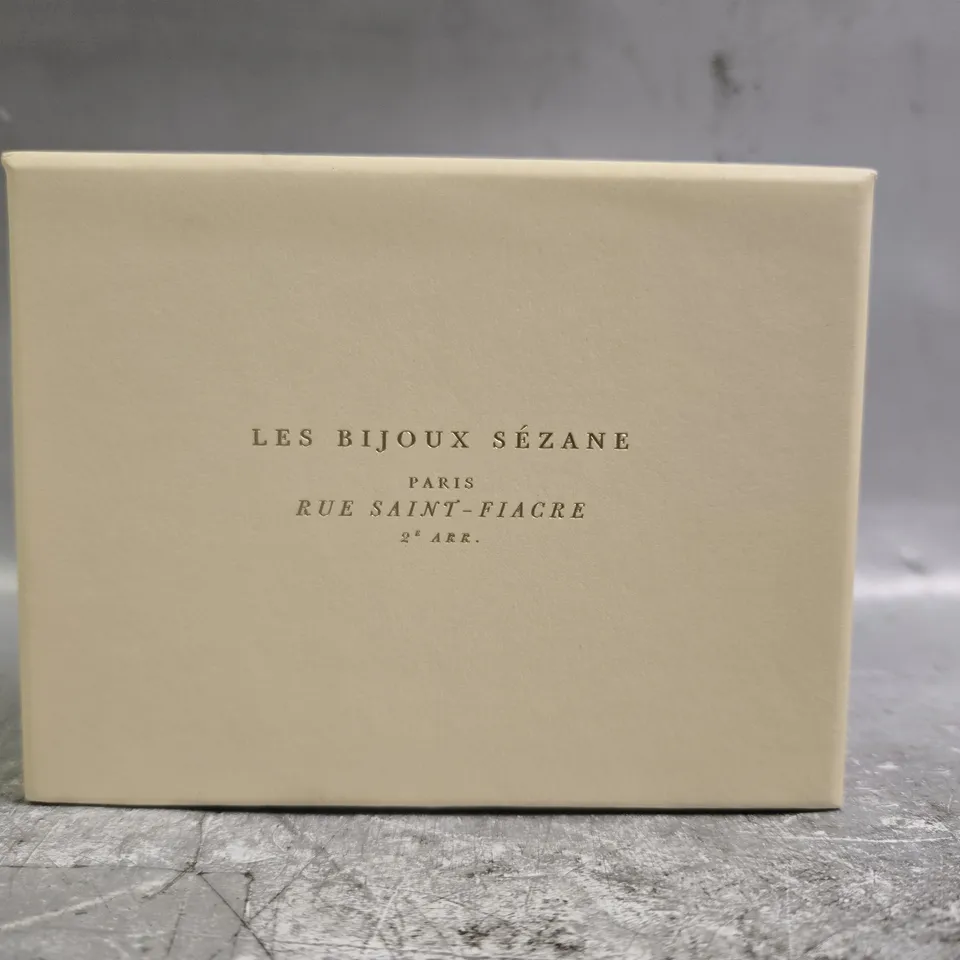 LES BIJOUX SÉZANE
PARIS
RUE SAINT-FIACRE
2E ARR.